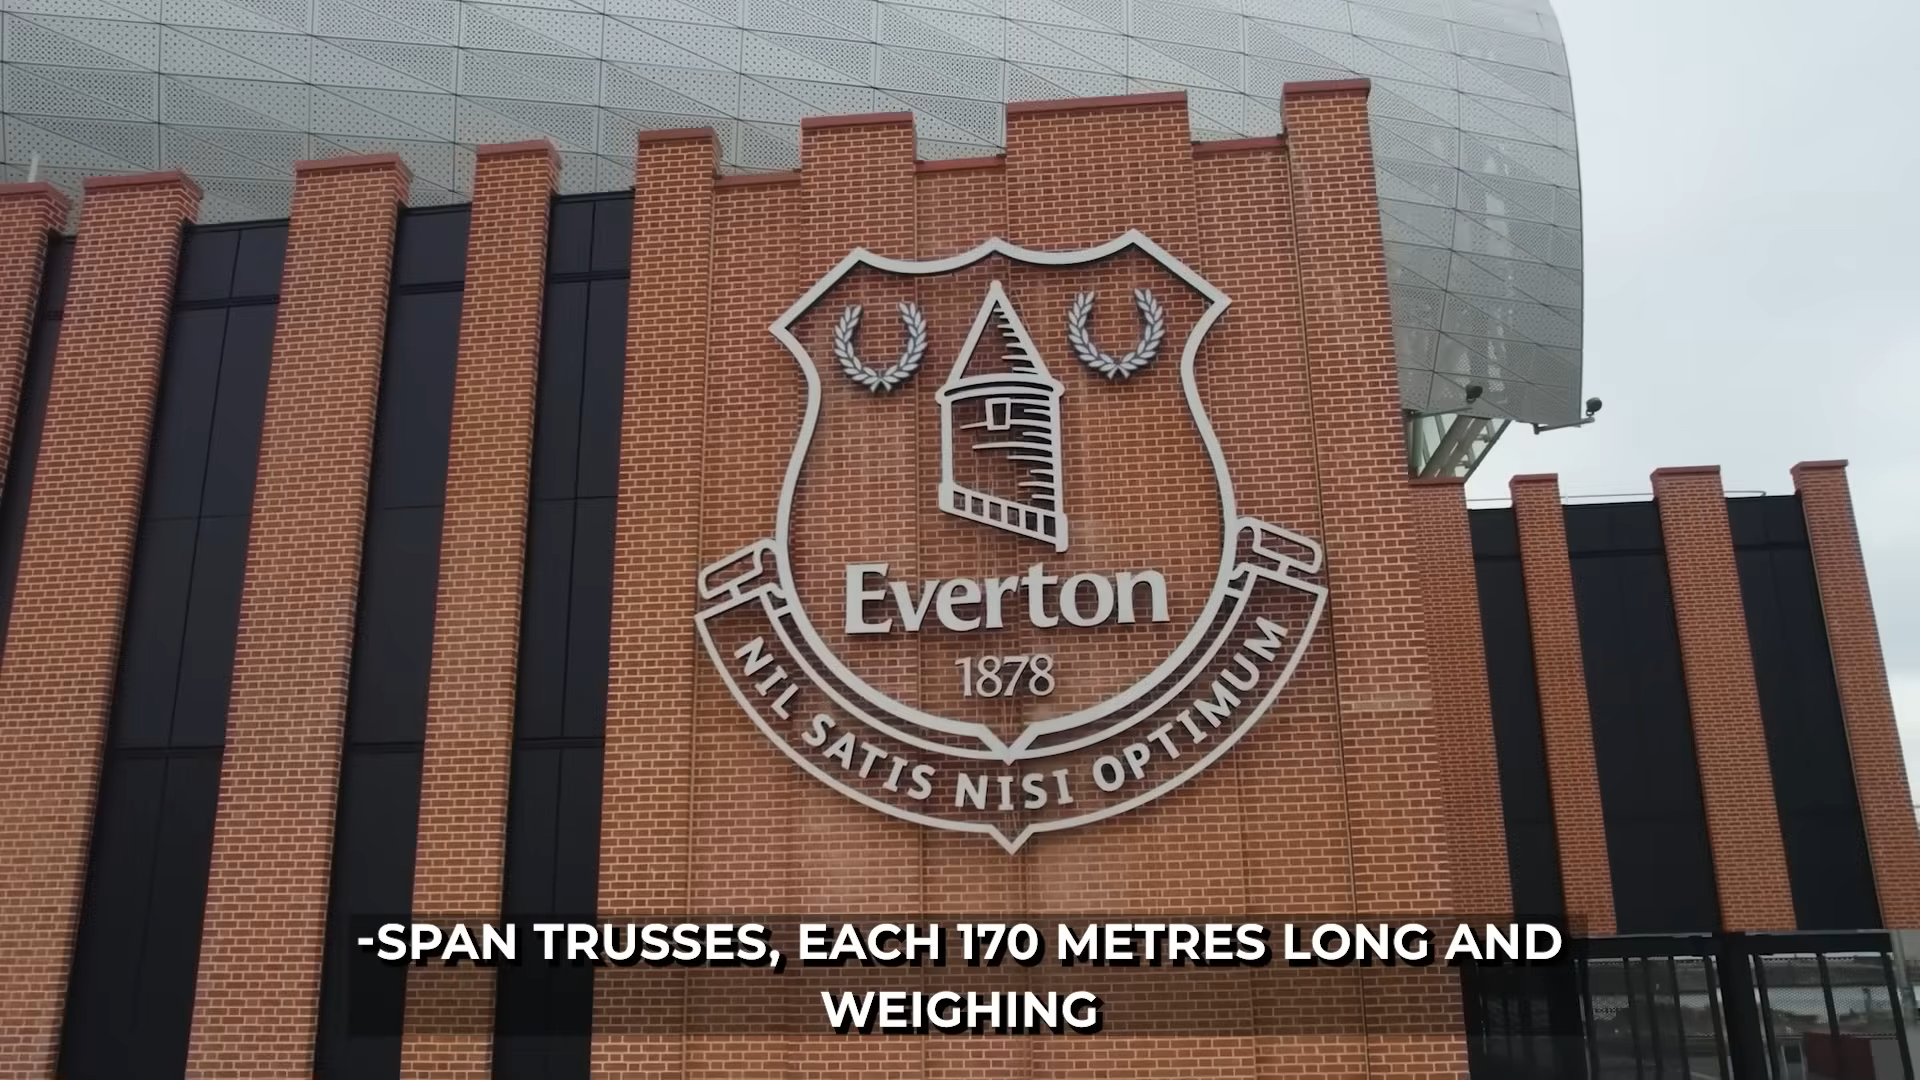 Everton
1878
NIL SATIS NISI OPTIMUM
-SPAN TRUSSES, EACH 170 METRES LONG AND
WEIGHING